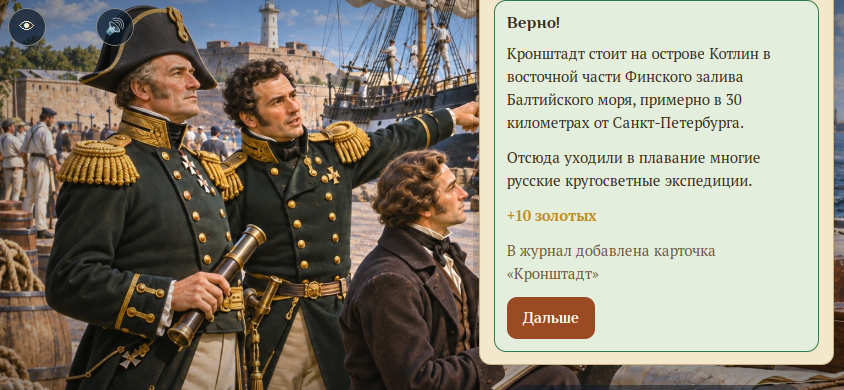 Верно!
Кронштадт стоит на острове Котлин в
восточной части Финского залива
Балтийского моря, примерно в 30
километрах от Санкт-Петербурга.
Отсюда уходили в плавание многие
русские кругосветные экспедиции.
+10 золотых
В журнал добавлена карточка
«Кронштадт»
Дальше